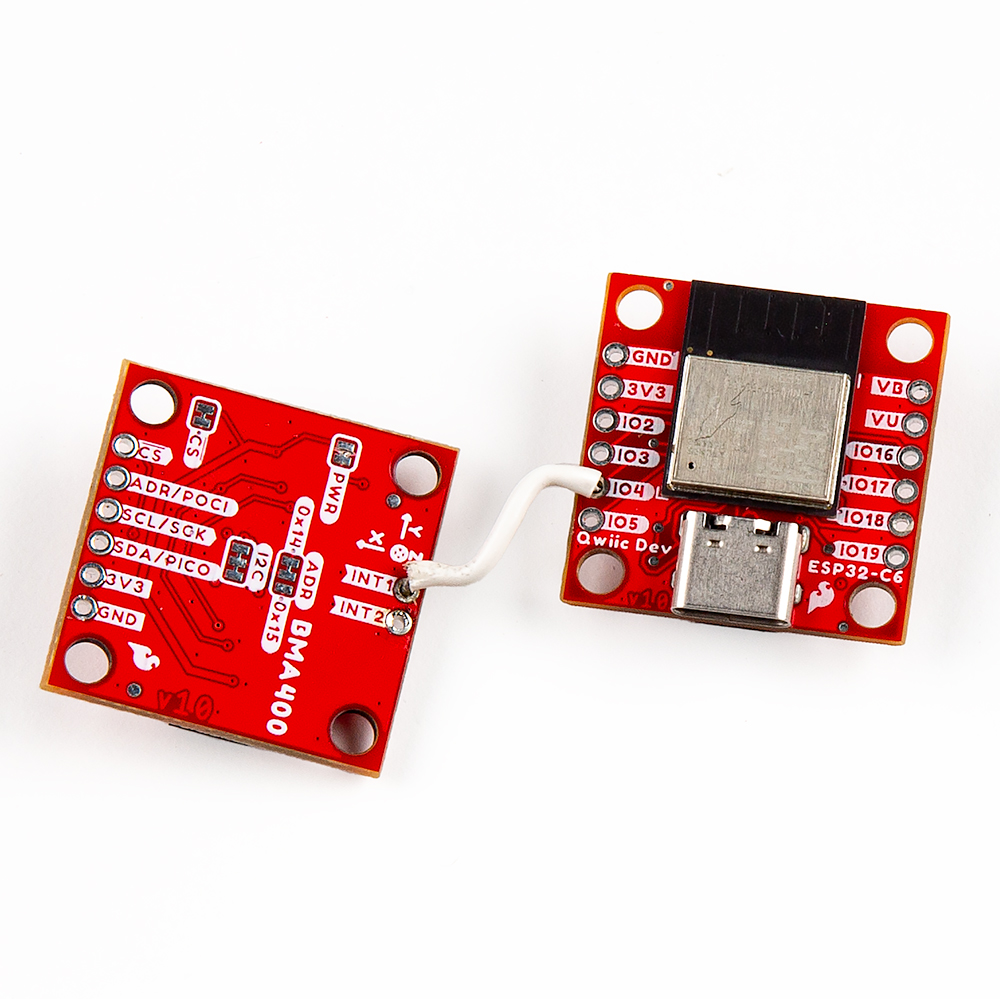 CS
CS
ADR/POCI
SCL/SCK
SDA/PICO
3V3
GND
PWR
I2C
0x14
ADR
0x15
X
Y
Z
INT1
INT2
BMA400
v10
GND
3V3
IO2
IO3
IO4
IO5
Qwiic Dev
v10
VB
VU
IO16
IO17
IO18
IO19
ESP32-C6